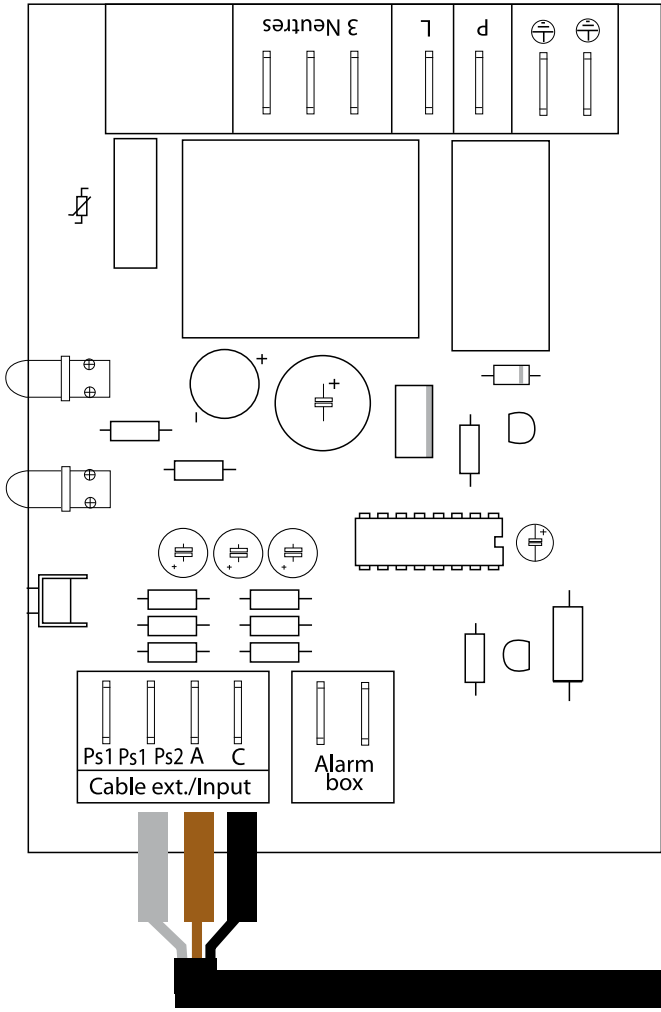 3 Neutres L P
+
−
+
+
+ + +
Ps1 Ps1 Ps2 A C
Cable ext./Input
Alarm
box